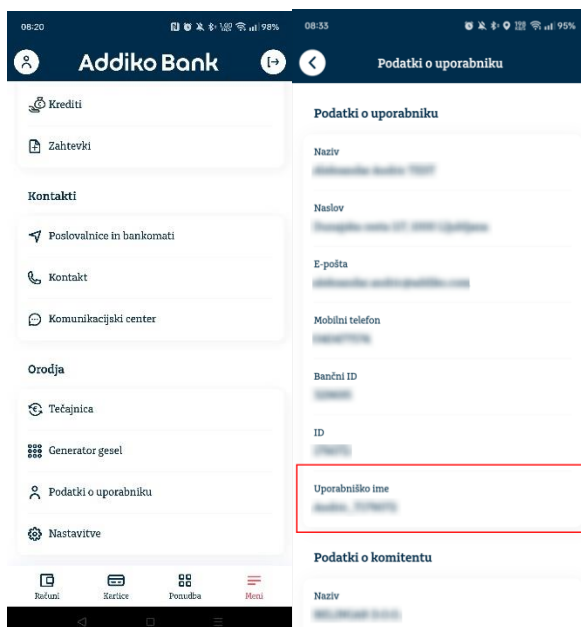 08:20
98%
Addiko Bank
Krediti
Zahtevki
Kontakti
Poslovalnice in bankomati
Kontakt
Komunikacijski center
Orodja
Tečajnica
Generator gesel
Podatki o uporabniku
Nastavitve
Računi
Kartice
Ponudba
Meni
08:33
95%
Podatki o uporabniku
Podatki o uporabniku
Naziv
Naslov
E-pošta
Mobilni telefon
Bančni ID
ID
Uporabniško ime
Podatki o komitentu
Naziv